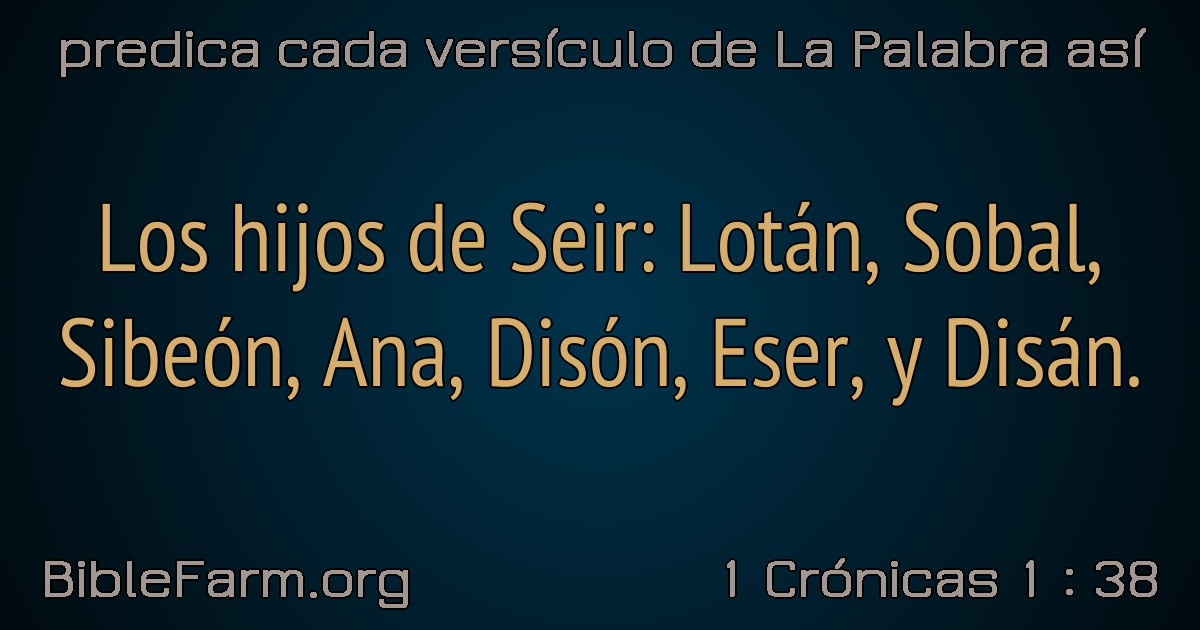 predica cada versículo de La Palabra así
Los hijos de Seir: Lotán, Sobal,
Sibeón, Ana, Disón, Eser, y Disán.
BibleFarm.org
1 Crónicas 1 : 38